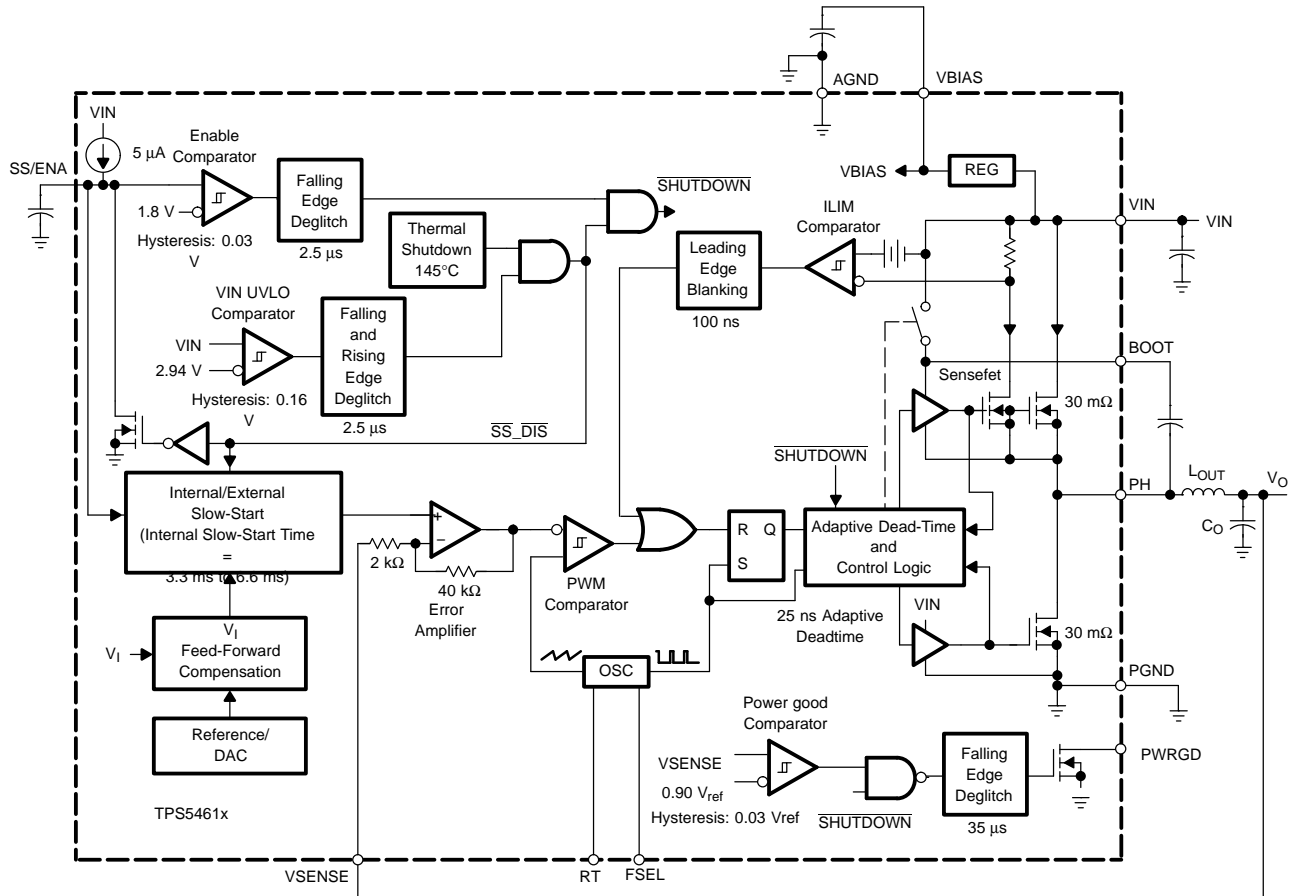 AGND
VBIAS
VIN
5 μA
Enable
Comparator
SS/ENA
1.8 V
Hysteresis: 0.03
V
Falling
Edge
Deglitch
2.5 μs
SHUTDOWN
Thermal
Shutdown
145°C
VIN UVLO
Comparator
VIN
2.94 V
Hysteresis: 0.16
V
Falling
and
Rising
Edge
Deglitch
2.5 μs
SS_DIS
VBIAS
REG
ILIM
Comparator
Leading
Edge
Blanking
100 ns
VIN
VIN
BOOT
Sensefet
30 mΩ
SHUTDOWN
PH
LOUT
VO
CO
Internal/External
Slow-Start
(Internal Slow-Start Time
=
3.3 ms to 6.6 ms)
+
−
2 kΩ
40 kΩ
Error
Amplifier
PWM
Comparator
R
Q
S
Adaptive Dead-Time
and
Control Logic
25 ns Adaptive
Deadtime
VIN
30 mΩ
PGND
VI
VI
Feed-Forward
Compensation
Reference/
DAC
OSC
Power good
Comparator
VSENSE
0.90 Vref
Hysteresis: 0.03 Vref
SHUTDOWN
Falling
Edge
Deglitch
35 μs
PWRGD
TPS5461x
VSENSE
RT
FSEL